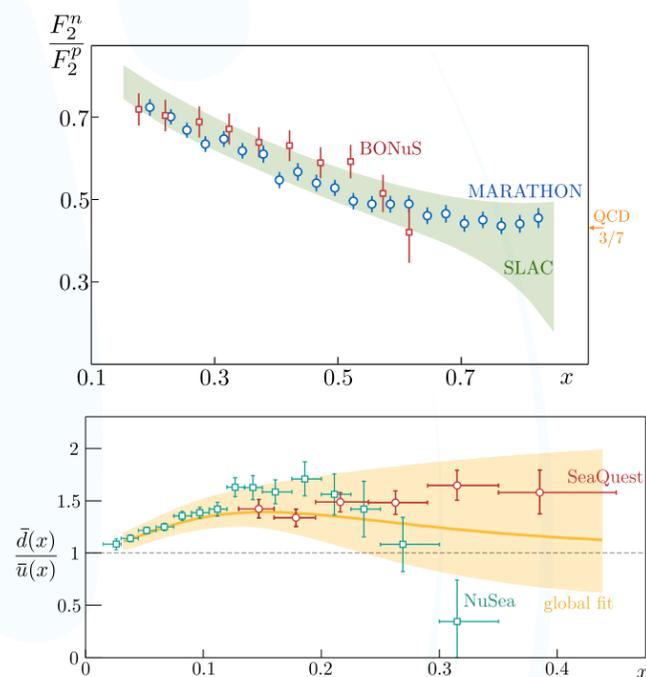 F_2^n
F_2^p
0.7
BONuS
MARATHON
0.5
QCD
3/7
SLAC
0.3
0.1 0.3 0.5 0.7 x
2
SeaQuest
1.5
d̄(x)
ū(x)
1
NuSea
global fit
0.5
0
0 0.1 0.2 0.3 0.4 x